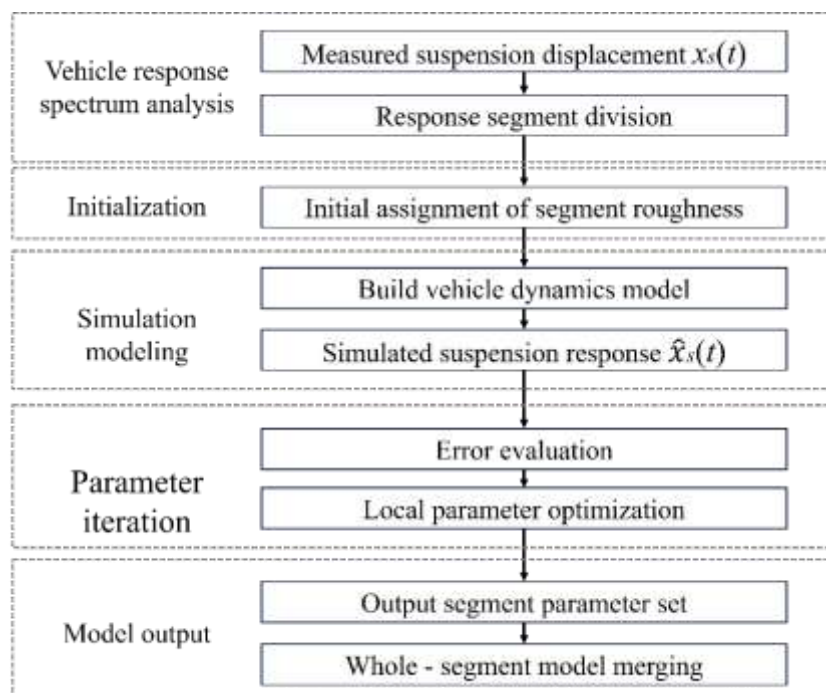 Vehicle response
spectrum analysis
Measured suspension displacement xₛ(t)
Response segment division
Initialization
Initial assignment of segment roughness
Simulation
modeling
Build vehicle dynamics model
Simulated suspension response x̂ₛ(t)
Parameter
iteration
Error evaluation
Local parameter optimization
Model output
Output segment parameter set
Whole - segment model merging